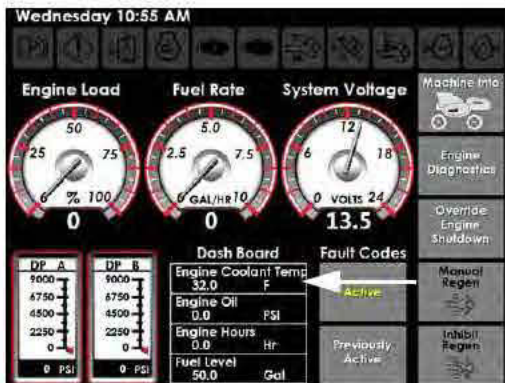 Wednesday 10:55 AM
Engine Load
Fuel Rate
System Voltage
Machine Info
25
50
75
0
%
100
0
2.5
5.0
7.5
0
GAL/HR
10
0
6
12
18
0
VOLTS
24
13.5
Engine
Diagnostics
Override
Engine
Shutdown
Dash Board
Fault Codes
DP A
9000
6750
4500
2250
0
0 PSI
DP B
9000
6750
4500
2250
0
0 PSI
Engine Coolant Temp
32.0 F
Engine Oil
0.0 PSI
Engine Hours
0.0 Hr
Fuel Level
50.0 Gal
Active
Previously
Active
Manual
Regen
Inhibit
Regen